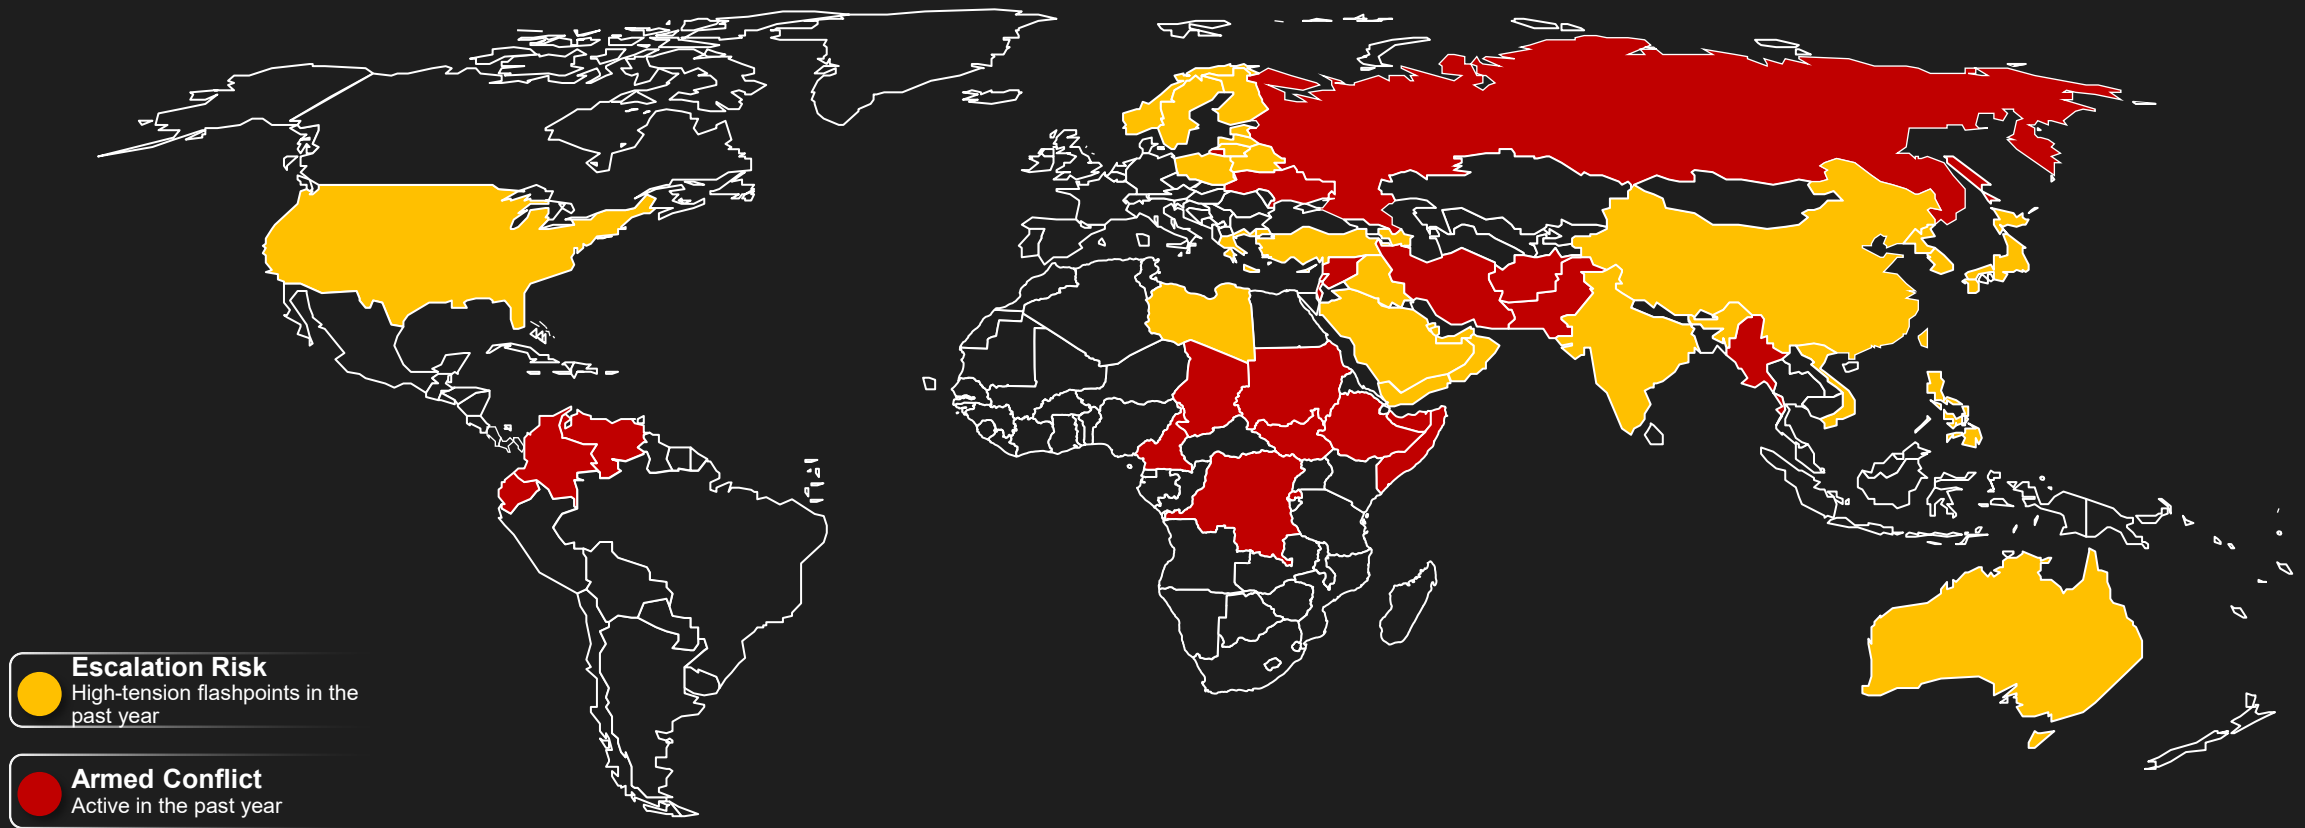 Escalation Risk
High-tension flashpoints in the
past year
Armed Conflict
Active in the past year